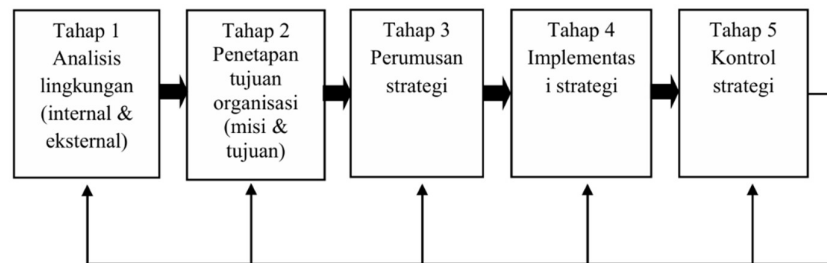 Tahap 1
Analisis
lingkungan
(internal &
eksternal)
Tahap 2
Penetapan
tujuan
organisasi
(misi &
tujuan)
Tahap 3
Perumusan
strategi
Tahap 4
Implementas
i strategi
Tahap 5
Kontrol
strategi